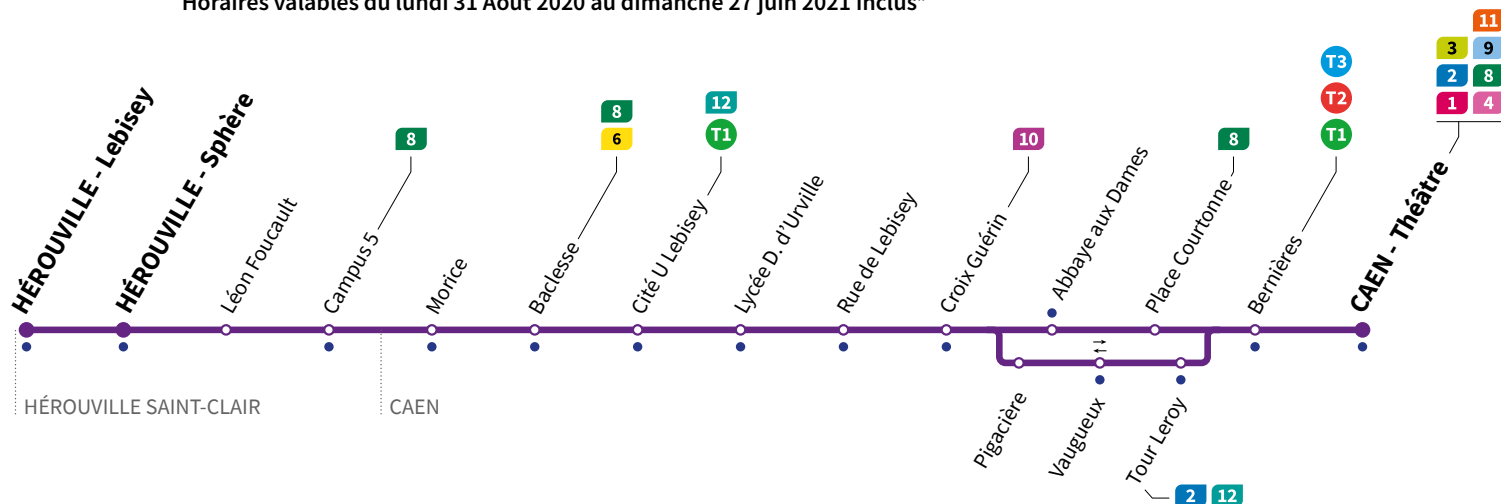 Horaires valables du lundi 31 Août 2020 au dimanche 27 juin 2021 inclus*
11
3 9
2 8
1 4
T3
T2
T1
8
6
12
T1
8
10
8
HÉROUVILLE - Lebisey
HÉROUVILLE - Sphère
Léon Foucault
Campus 5
Morice
Baclesse
Cité U Lebisey
Lycée D. d'Urville
Rue de Lebisey
Croix Guérin
Abbaye aux Dames
Place Courtonne
Bernières
CAEN - Théâtre
HÉROUVILLE SAINT-CLAIR
CAEN
Pigacière
Vaugueux
Tour Leroy
2 12